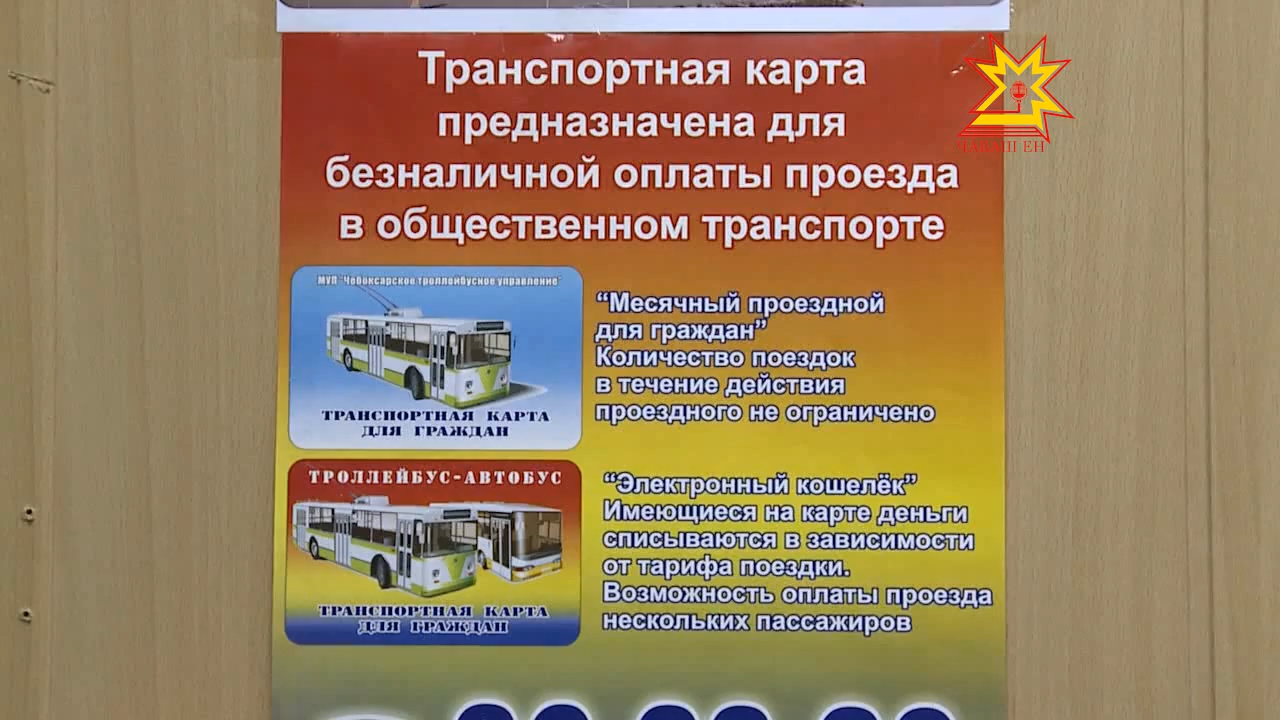 Транспортная карта
предназначена для
безналичной оплаты проезда
в общественном транспорте
ЧĂВАШ ЕН
МУП "Чебоксарское троллейбусное управление"
ТРАНСПОРТНАЯ КАРТА
ДЛЯ ГРАЖДАН
“Месячный проездной
для граждан”
Количество поездок
в течение действия
проездного не ограничено
ТРОЛЛЕЙБУС-АВТОБУС
ТРАНСПОРТНАЯ КАРТА
ДЛЯ ГРАЖДАН
“Электронный кошелёк”
Имеющиеся на карте деньги
списываются в зависимости
от тарифа поездки.
Возможность оплаты проезда
нескольких пассажиров